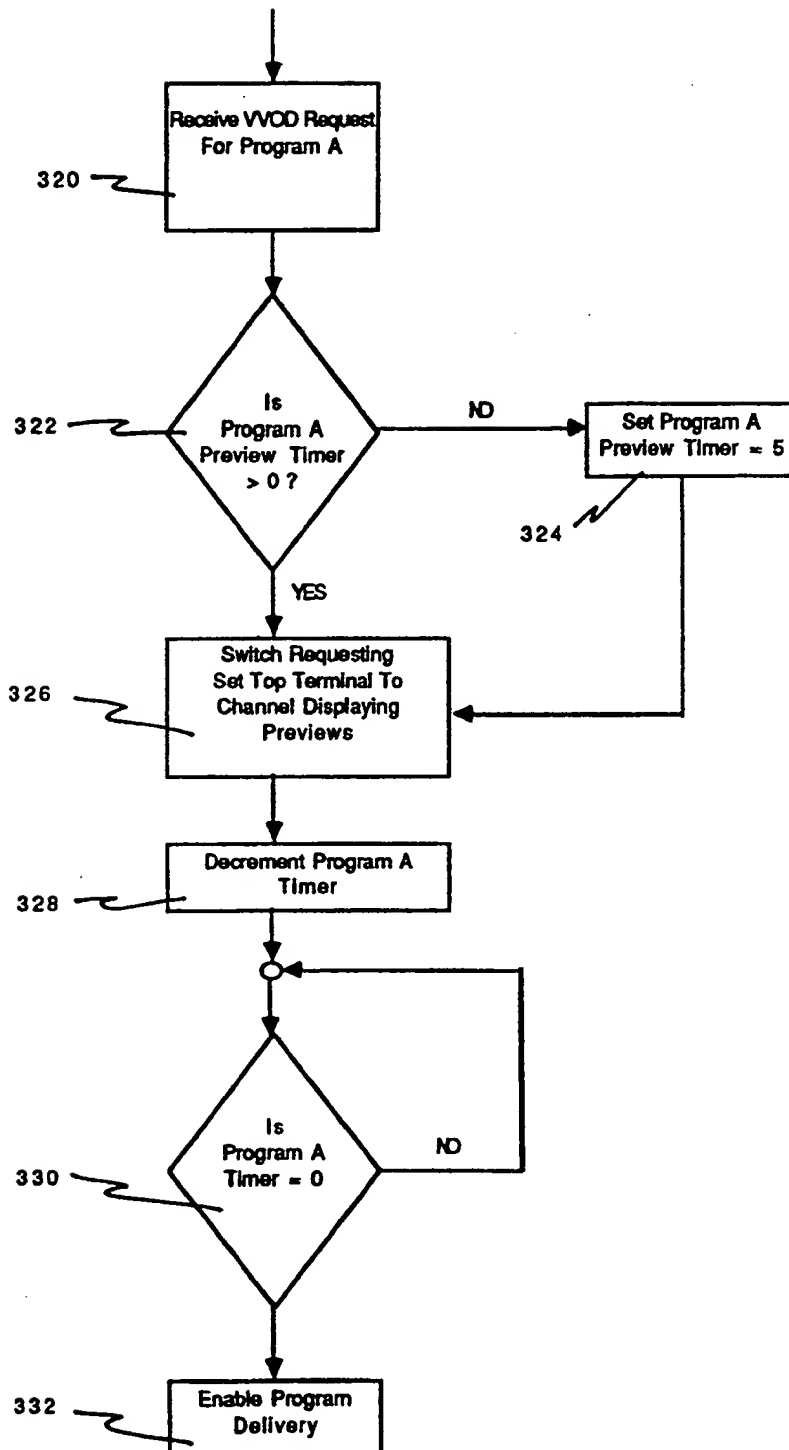 Receive VVOD Request
For Program A
320
Is
Program A
Preview Timer
> 0 ?
322
NO
Set Program A
Preview Timer = 5
324
YES
Switch Requesting
Set Top Terminal To
Channel Displaying
Previews
326
Decrement Program A
Timer
328
Is
Program A
Timer = 0
330
NO
Enable Program
Delivery
332